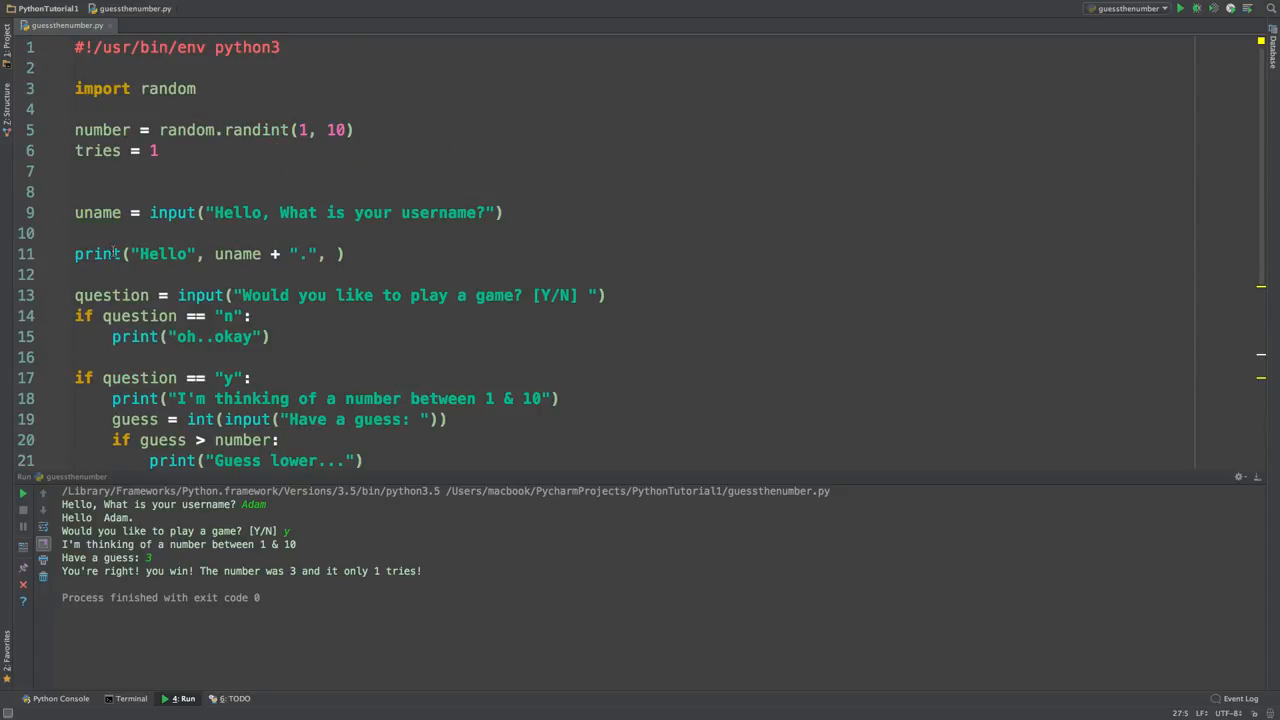 PythonTutorial1 guessthenumber.py guessthenumber
guessthenumber.py
1: Project
Z: Structure
2: Favorites
Database
1 #!/usr/bin/env python3
2
3 import random
4
5 number = random.randint(1, 10)
6 tries = 1
7
8
9 uname = input("Hello, What is your username?")
10
11 print("Hello", uname + ".", )
12
13 question = input("Would you like to play a game? [Y/N] ")
14 if question == "n":
15 print("oh..okay")
16
17 if question == "y":
18 print("I'm thinking of a number between 1 & 10")
19 guess = int(input("Have a guess: "))
20 if guess > number:
21 print("Guess lower...")
Run guessthenumber
/Library/Frameworks/Python.framework/Versions/3.5/bin/python3.5 /Users/macbook/PycharmProjects/PythonTutorial1/guessthenumber.py
Hello, What is your username? Adam
Hello  Adam.
Would you like to play a game? [Y/N] y
I'm thinking of a number between 1 & 10
Have a guess: 3
You're right! you win! The number was 3 and it only 1 tries!
Process finished with exit code 0
Python Console Terminal 4: Run 6: TODO Event Log
27:5 LF÷ UTF-8÷